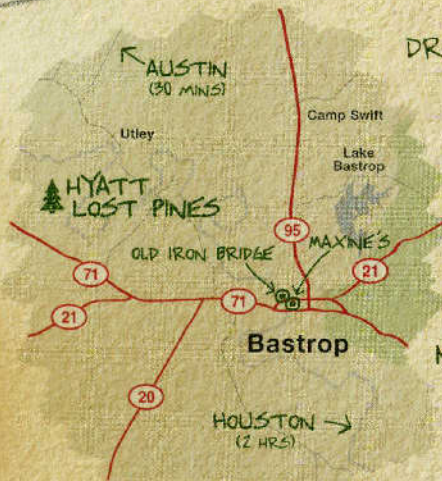 DR
AUSTIN
(30 MINS)
Camp Swift
Utley
Lake
Bastrop
HYATT
LOST PINES
95
MAXINE'S
OLD IRON BRIDGE
71
21
71
21
Bastrop
20
HOUSTON
(2 HRS)